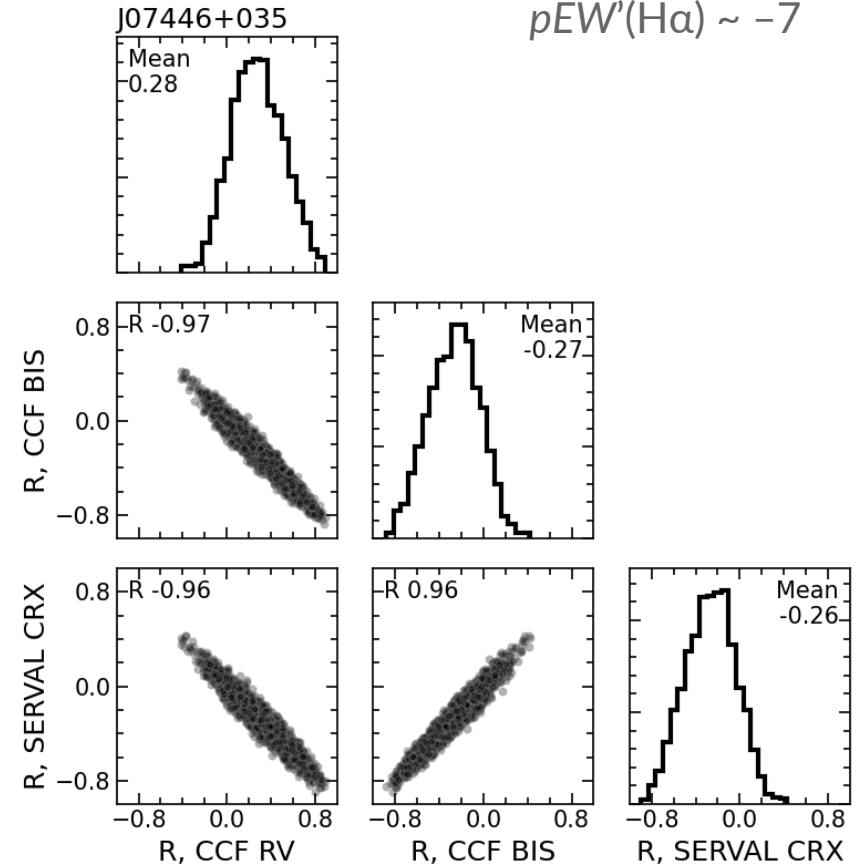 J07446+035
pEW’(Hα) ~ −7
Mean
0.28
R -0.97
0.8
0.0
−0.8
R, CCF BIS
Mean
-0.27
R -0.96
0.8
0.0
−0.8
R, SERVAL CRX
R 0.96
Mean
-0.26
−0.8 0.0 0.8
R, CCF RV
−0.8 0.0 0.8
R, CCF BIS
−0.8 0.0 0.8
R, SERVAL CRX